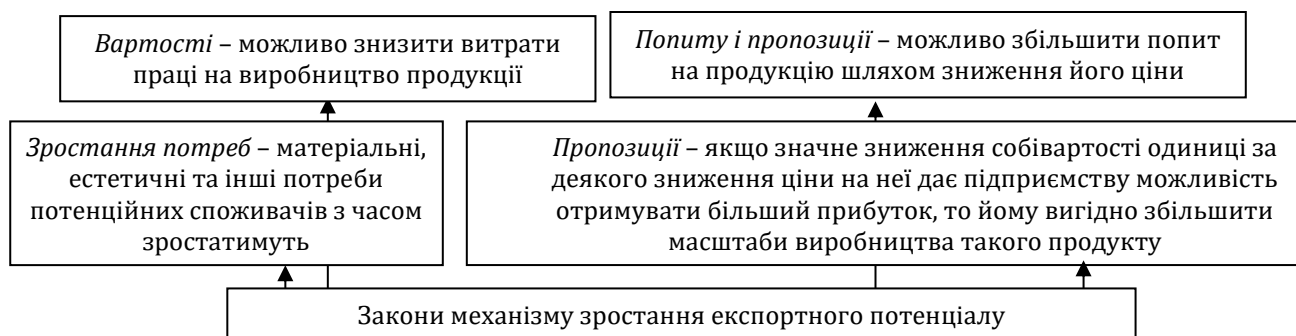 Вартості – можливо знизити витрати
праці на виробництво продукції
Попиту і пропозиції – можливо збільшити попит
на продукцію шляхом зниження його ціни
Зростання потреб – матеріальні,
естетичні та інші потреби
потенційних споживачів з часом
зростатимуть
Пропозиції – якщо значне зниження собівартості одиниці за
деякого зниження ціни на неї дає підприємству можливість
отримувати більший прибуток, то йому вигідно збільшити
масштаби виробництва такого продукту
Закони механізму зростання експортного потенціалу